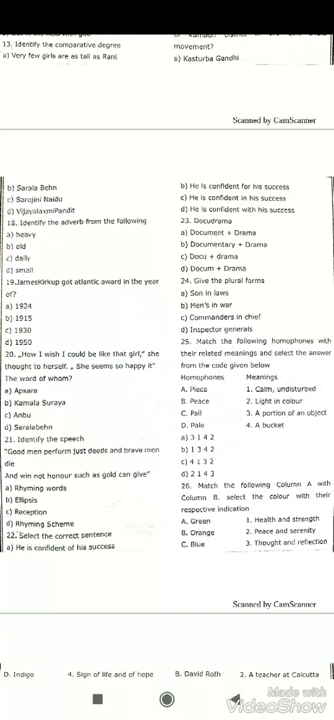 13. Identify the comparative degree
a) Very few girls are as tall as Rani
movement?
a) Kasturba Gandhi
Scanned by CamScanner
b) Sarala Behn
c) Sarojini Naidu
d) VijayalaxmiPandit
18. Identify the adverb from the following
a) heavy
b) old
c) daily
d) small
19.JamesKirkup got atlantic award in the year
of?
a) 1924
b) 1915
c) 1930
d) 1950
20. „How I wish I could be like that girl," she
thought to herself. „ She seems so happy it"
The word of whom?
a) Apsara
b) Kamala Suraya
c) Anbu
d) Saralabehn
21. Identify the speech
"Good men perform just deeds and brave men
die
And win not honour such as gold can give"
a) Rhyming words
b) Ellipsis
c) Reception
d) Rhyming Scheme
22. Select the correct sentence
a) He is confident of his success
b) He is confident for his success
c) He is confident in his success
d) He is confident with his success
23. Docudrama
a) Document + Drama
b) Documentary + Drama
c) Docu + drama
d) Docum + Drama
24. Give the plural forms
a) Son in laws
b) Men's in war
c) Commanders in chief
d) Inspector generals
25. Match the following homophones with
their related meanings and select the answer
from the code given below
Homophones Meanings
A. Piece 1. Calm, undisturbed
B. Peace 2. Light in colour
C. Pail 3. A portion of an object
D. Pale 4. A bucket
a) 3 1 4 2
b) 1 3 4 2
c) 4 1 3 2
d) 2 1 4 3
26. Match the following Column A with
Column B. select the colour with their
respective indication
A. Green 1. Health and strength
B. Orange 2. Peace and serenity
C. Blue 3. Thought and reflection
Scanned by CamScanner
D. Indigo 4. Sign of life and of hope
B. David Roth 2. A teacher at Calcutta
Made with
VideoShow